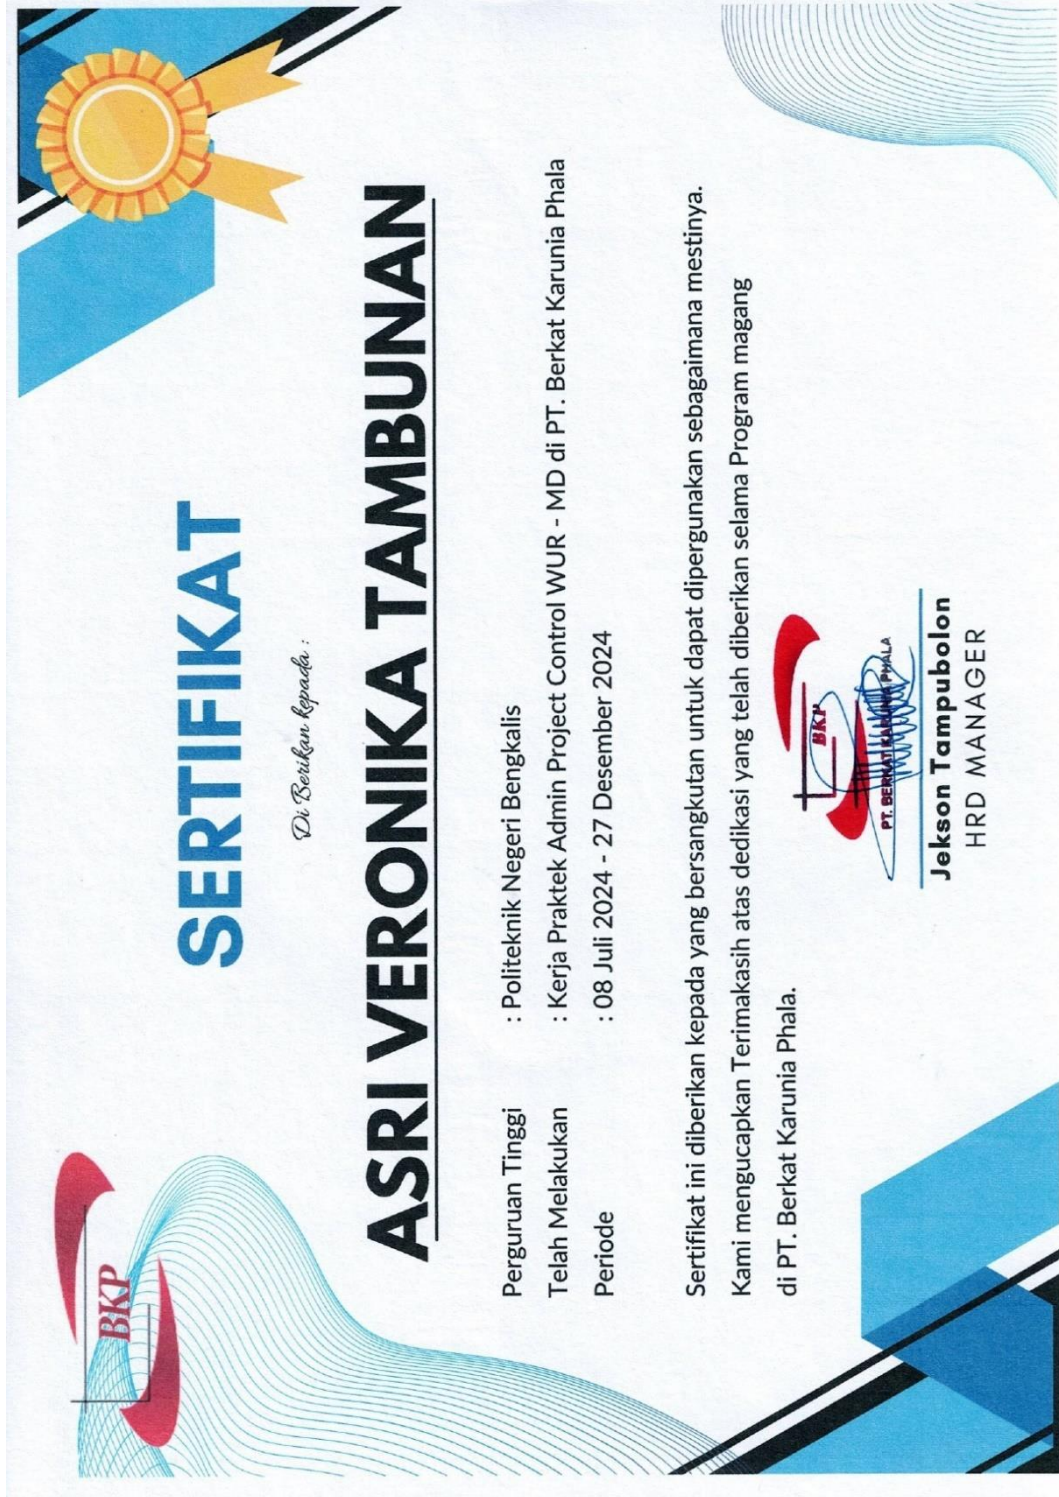 BKP
SERTIFIKAT
Di Berikan kepada :
ASRI VERONIKA TAMBUNAN
Perguruan Tinggi : Politeknik Negeri Bengkalis
Telah Melakukan : Kerja Praktek Admin Project Control WUR - MD di PT. Berkat Karunia Phala
Periode : 08 Juli 2024 - 27 Desember 2024
Sertifikat ini diberikan kepada yang bersangkutan untuk dapat dipergunakan sebagaimana mestinya.
Kami mengucapkan Terimakasih atas dedikasi yang telah diberikan selama Program magang
di PT. Berkat Karunia Phala.
BKP
PT. BERKAT KARUNIA PHALA
Jekson Tampubolon
HRD MANAGER